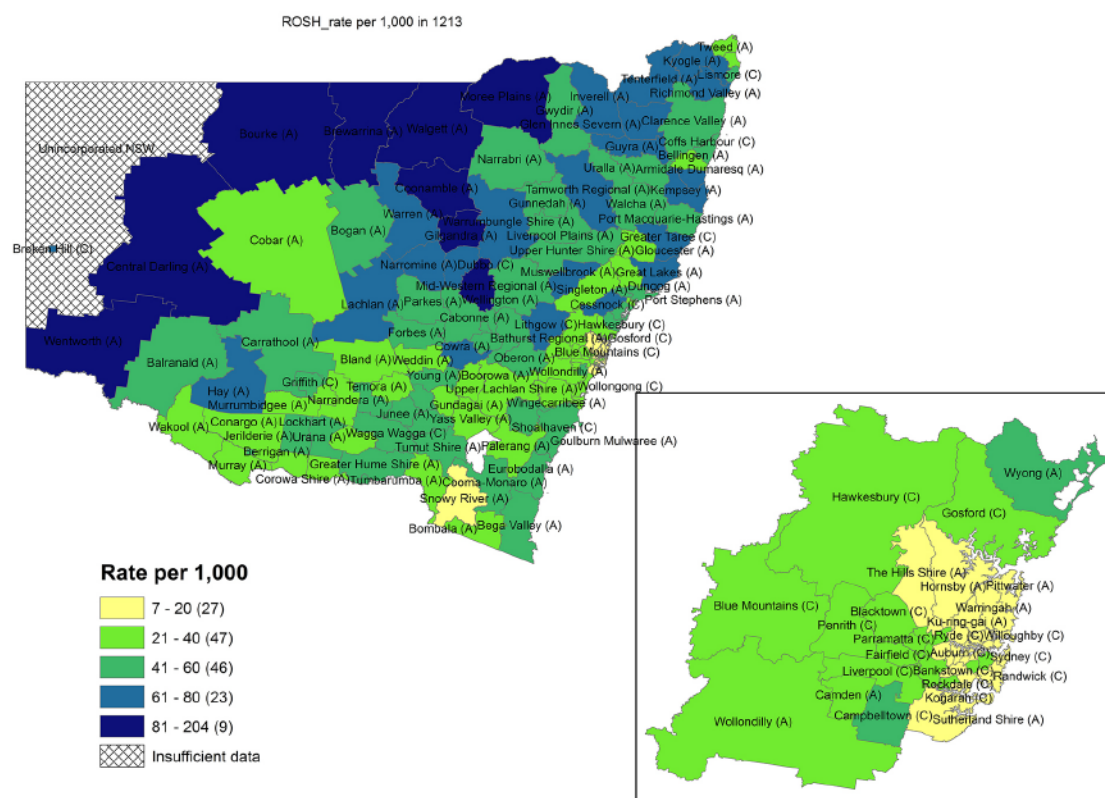 ROSH_rate per 1,000 in 1213
Tweed (A)
Kyogle (A)
Lismore (C)
Tenterfield (A)
Richmond Valley (A)
Moree Plains (A)
Inverell (A)
Gwydir (A)
Glen Innes Severn (A)
Clarence Valley (A)
Bourke (A)
Brewarrina (A)
Walgett (A)
Coffs Harbour (C)
Unincorporated NSW
Guyra (A)
Bellingen (A)
Narrabri (A)
Uralla (A)
Armidale Dumaresq (A)
Coonamble (A)
Tamworth Regional (A)
Kempsey (A)
Gunnedah (A)
Walcha (A)
Warren (A)
Warrumbungle Shire (A)
Port Macquarie-Hastings (A)
Bogan (A)
Gilgandra (A)
Liverpool Plains (A)
Greater Taree (C)
Cobar (A)
Broken Hill (C)
Upper Hunter Shire (A)
Gloucester (A)
Central Darling (A)
Narromine (A)
Dubbo (C)
Muswellbrook (A)
Great Lakes (A)
Mid-Western Regional (A)
Singleton (A)
Dungog (A)
Lachlan (A)
Parkes (A)
Wellington (A)
Cessnock (C)
Port Stephens (A)
Cabonne (A)
Lithgow (C)
Hawkesbury (C)
Forbes (A)
Bathurst Regional (A)
Gosford (C)
Wentworth (A)
Carrathool (A)
Cowra (A)
Blue Mountains (C)
Balranald (A)
Bland (A)
Weddin (A)
Oberon (A)
Wollondilly (A)
Griffith (C)
Young (A)
Boorowa (A)
Hay (A)
Temora (A)
Upper Lachlan Shire (A)
Wollongong (C)
Murrumbidgee (A)
Narrandera (A)
Gundagai (A)
Wingecarribee (A)
Wakool (A)
Conargo (A)
Lockhart (A)
Junee (A)
Yass Valley (A)
Shoalhaven (C)
Jerilderie (A)
Urana (A)
Wagga Wagga (C)
Goulburn Mulwaree (A)
Berrigan (A)
Tumut Shire (A)
Palerang (A)
Murray (A)
Greater Hume Shire (A)
Eurobodalla (A)
Corowa Shire (A)
Tumbarumba (A)
Cooma-Monaro (A)
Snowy River (A)
Bombala (A)
Bega Valley (A)
Rate per 1,000
7 - 20 (27)
21 - 40 (47)
41 - 60 (46)
61 - 80 (23)
81 - 204 (9)
Insufficient data
Wyong (A)
Hawkesbury (C)
Gosford (C)
The Hills Shire (A)
Hornsby (A)
Pittwater (A)
Blue Mountains (C)
Blacktown (C)
Warringah (A)
Penrith (C)
Ku-ring-gai (A)
Parramatta (C)
Ryde (C)
Willoughby (C)
Fairfield (C)
Auburn (C)
Sydney (C)
Liverpool (C)
Bankstown (C)
Randwick (C)
Rockdale (C)
Camden (A)
Kogarah (C)
Wollondilly (A)
Campbelltown (C)
Sutherland Shire (A)